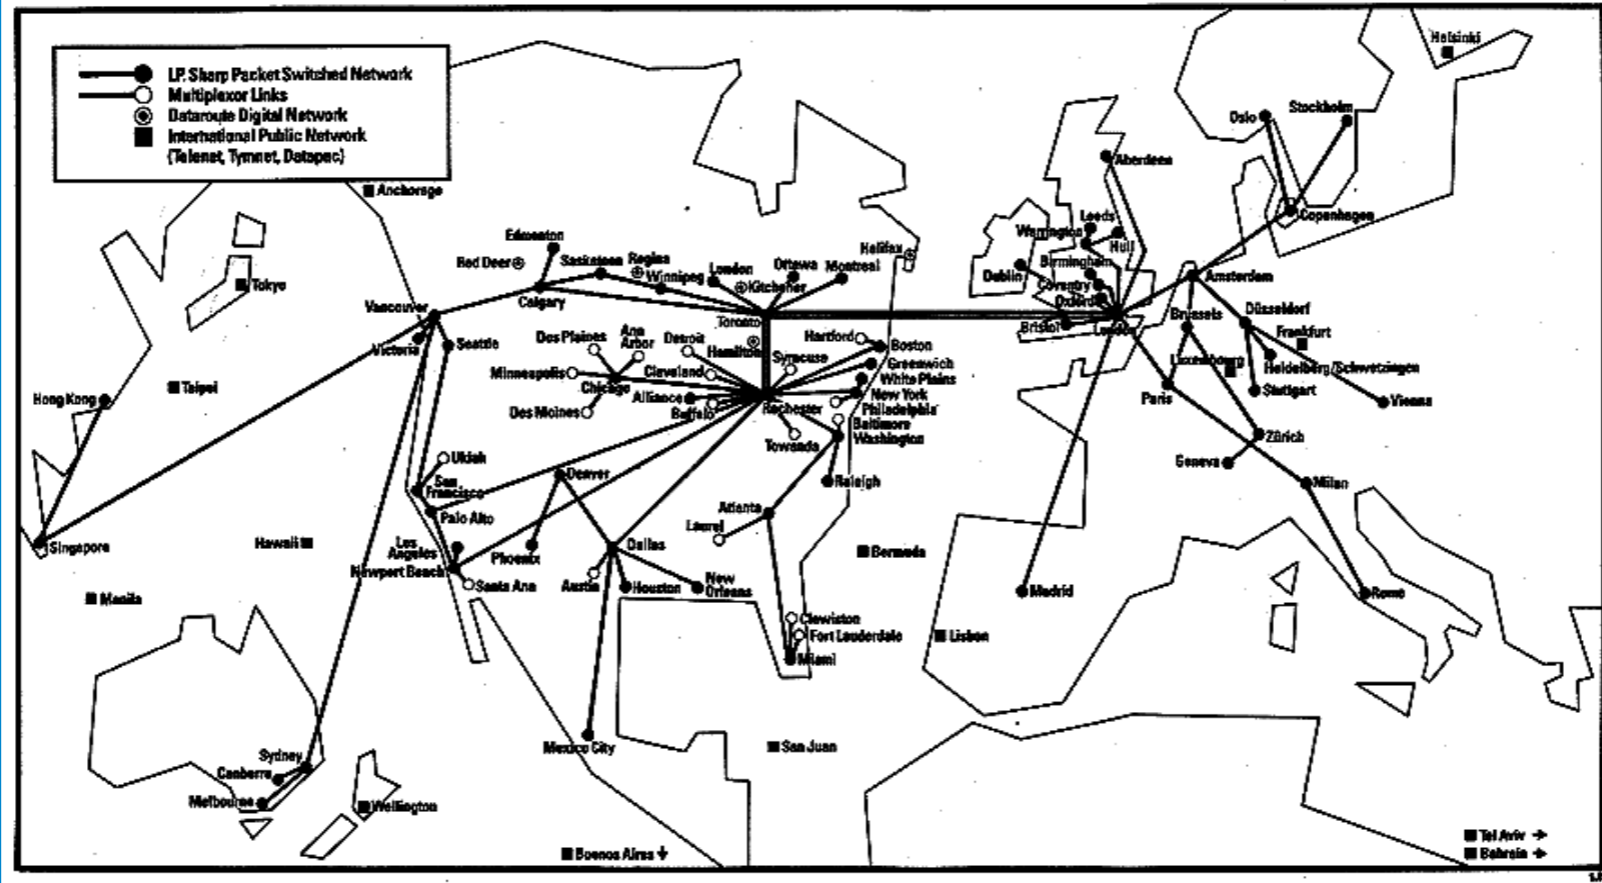 I.P. Sharp Packet Switched Network
Multiplexor Links
Dataroute Digital Network
International Public Network
(Telenet, Tymnet, Datapac)
Helsinki
Oslo
Stockholm
Aberdeen
Anchorage
Copenhagen
Leeds
Warrington
Hull
Edmonton
Red Deer
Saskatoon
Regina
Winnipeg
London
Kitchener
Ottawa
Montreal
Halifax
Dublin
Birmingham
Coventry
Oxford
Bristol
London
Amsterdam
Tokyo
Vancouver
Calgary
Toronto
Brussels
Düsseldorf
Frankfurt
Victoria
Seattle
Des Plaines
Ann
Arbor
Detroit
Hamilton
Syracuse
Hartford
Boston
Greenwich
White Plains
New York
Philadelphia
Baltimore
Washington
Luxembourg
Heidelberg/Schwetzingen
Stuttgart
Vienna
Paris
Hong Kong
Taipei
Minneapolis
Chicago
Cleveland
Des Moines
Alliance
Buffalo
Rochester
Towanda
Zürich
Geneva
Milan
Ukiah
San
Francisco
Palo Alto
Denver
Raleigh
Atlanta
Laurel
Singapore
Hawaii
Los
Angeles
Newport Beach
Santa Ana
Phoenix
Dallas
Austin
Houston
New
Orleans
Bermuda
Madrid
Rome
Manila
Clewiston
Fort Lauderdale
Miami
Lisbon
Sydney
Canberra
Melbourne
Wellington
Mexico City
San Juan
Buenos Aires
Tel Aviv
Bahrain